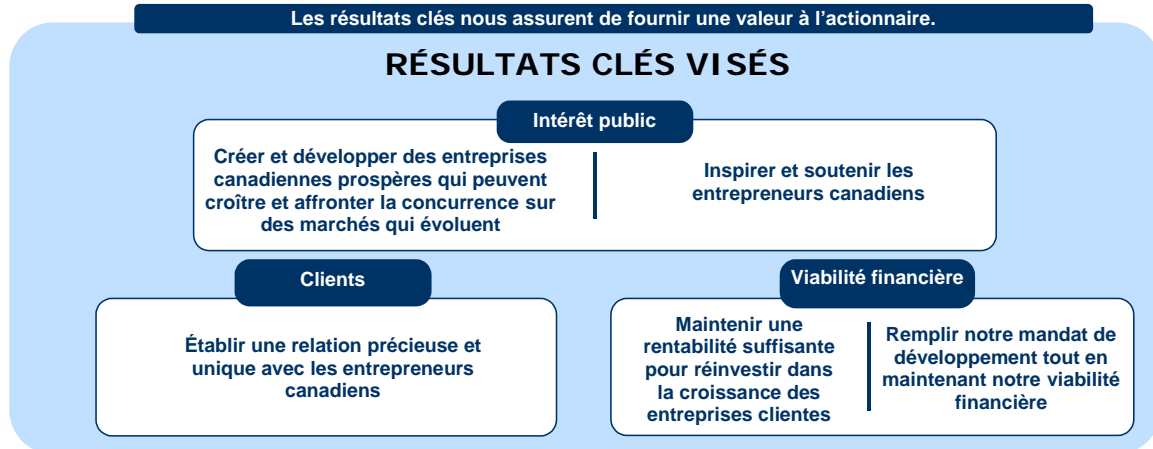 Les résultats clés nous assurent de fournir une valeur à l'actionnaire.
RÉSULTATS CLÉS VISÉS
Intérêt public
Créer et développer des entreprises
canadiennes prospères qui peuvent
croître et affronter la concurrence sur
des marchés qui évoluent
Inspirer et soutenir les
entrepreneurs canadiens
Clients
Établir une relation précieuse et
unique avec les entrepreneurs
canadiens
Viabilité financière
Maintenir une
rentabilité suffisante
pour réinvestir dans
la croissance des
entreprises clientes
Remplir notre mandat de
développement tout en
maintenant notre viabilité
financière